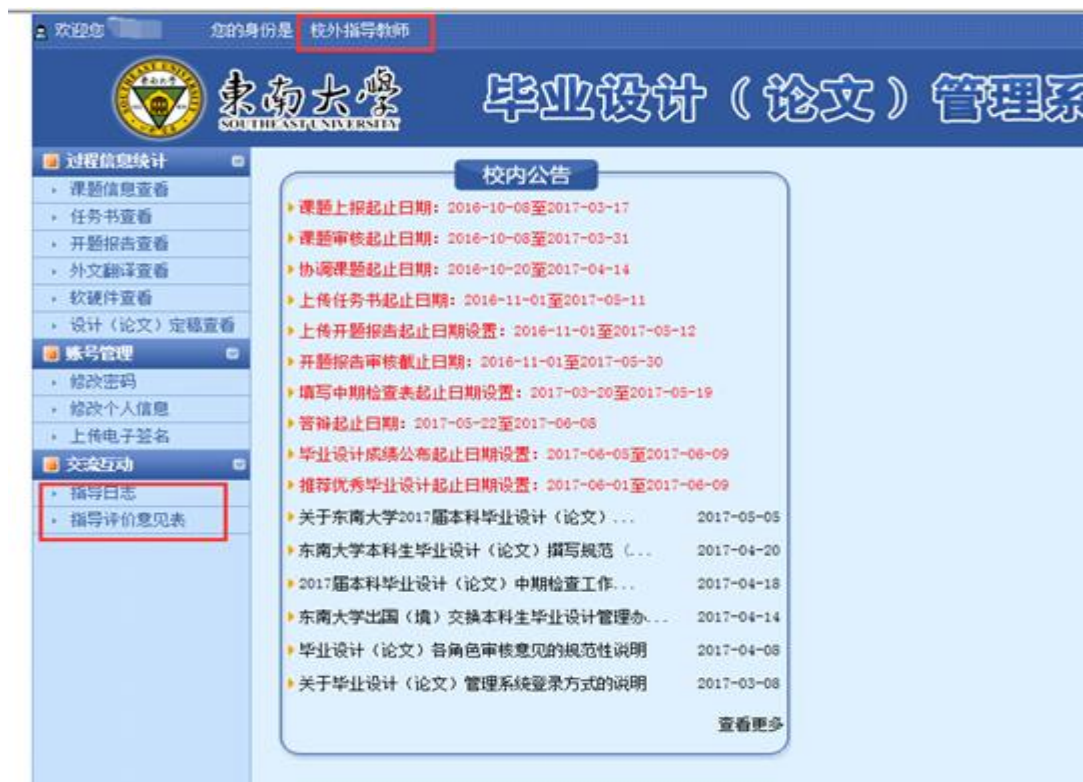 欢迎您 您的身份是 校外指导教师
東南大學
SOUTHEAST UNIVERSITY
毕业设计（论文）管理系
过程信息统计
课题信息查看
任务书查看
开题报告查看
外文翻译查看
软硬件查看
设计（论文）定稿查看
账号管理
修改密码
修改个人信息
上传电子签名
交流互动
指导日志
指导评价意见表
校内公告
课题上报起止日期：2016-10-08至2017-03-17
课题审核起止日期：2016-10-08至2017-03-31
协调课题起止日期：2016-10-20至2017-04-14
上传任务书起止日期：2016-11-01至2017-05-11
上传开题报告起止日期设置：2016-11-01至2017-05-12
开题报告审核截止日期：2016-11-01至2017-05-30
填写中期检查表起止日期设置：2017-03-20至2017-05-19
答辩起止日期：2017-05-22至2017-06-08
毕业设计成绩公布起止日期设置：2017-06-05至2017-06-09
推荐优秀毕业设计起止日期设置：2017-06-01至2017-06-09
关于东南大学2017届本科毕业设计（论文）... 2017-05-05
东南大学本科生毕业设计（论文）撰写规范（... 2017-04-20
2017届本科毕业设计（论文）中期检查工作... 2017-04-18
东南大学出国（境）交换本科生毕业设计管理办... 2017-04-14
毕业设计（论文）各角色审核意见的规范性说明 2017-04-08
关于毕业设计（论文）管理系统登录方式的说明 2017-03-08
查看更多